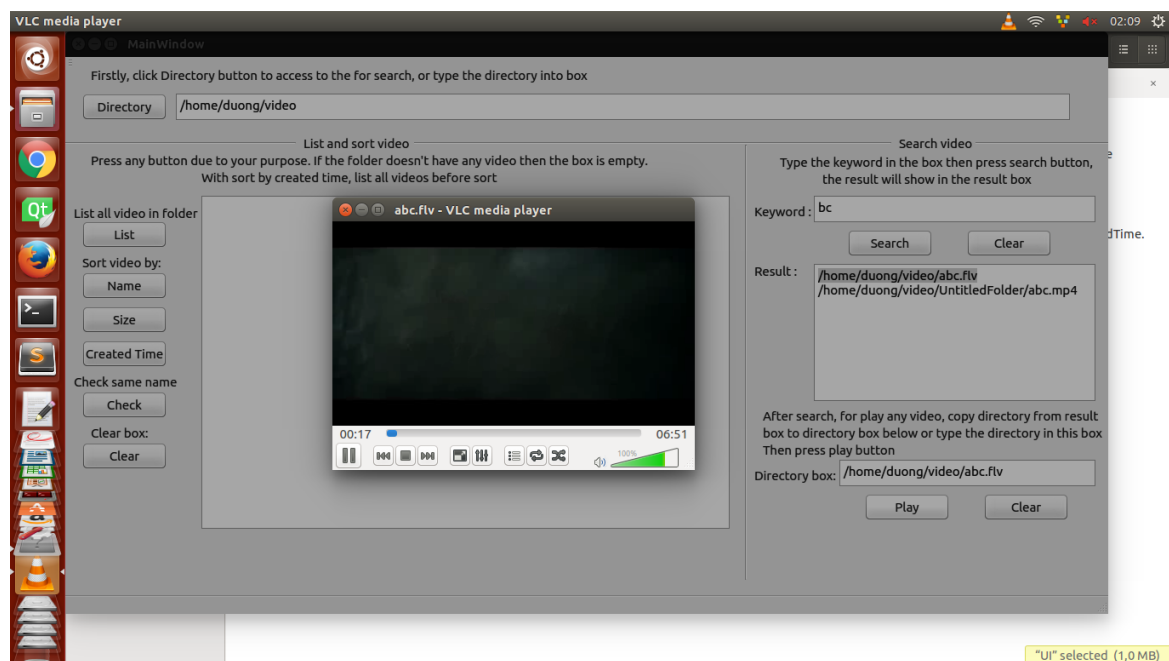 VLC media player
02:09
MainWindow
Firstly, click Directory button to access to the for search, or type the directory into box
Directory
/home/duong/video
List and sort video
Press any button due to your purpose. If the folder doesn't have any video then the box is empty.
With sort by created time, list all videos before sort
List all video in folder
List
Sort video by:
Name
Size
Created Time
Check same name
Check
Clear box:
Clear
abc.flv - VLC media player
00:17
06:51
100%
Search video
Type the keyword in the box then press search button,
the result will show in the result box
Keyword :
bc
Search
Clear
Result :
/home/duong/video/abc.flv
/home/duong/video/UntitledFolder/abc.mp4
After search, for play any video, copy directory from result
box to directory box below or type the directory in this box
Then press play button
Directory box:
/home/duong/video/abc.flv
Play
Clear
dTime.
"UI" selected (1,0 MB)